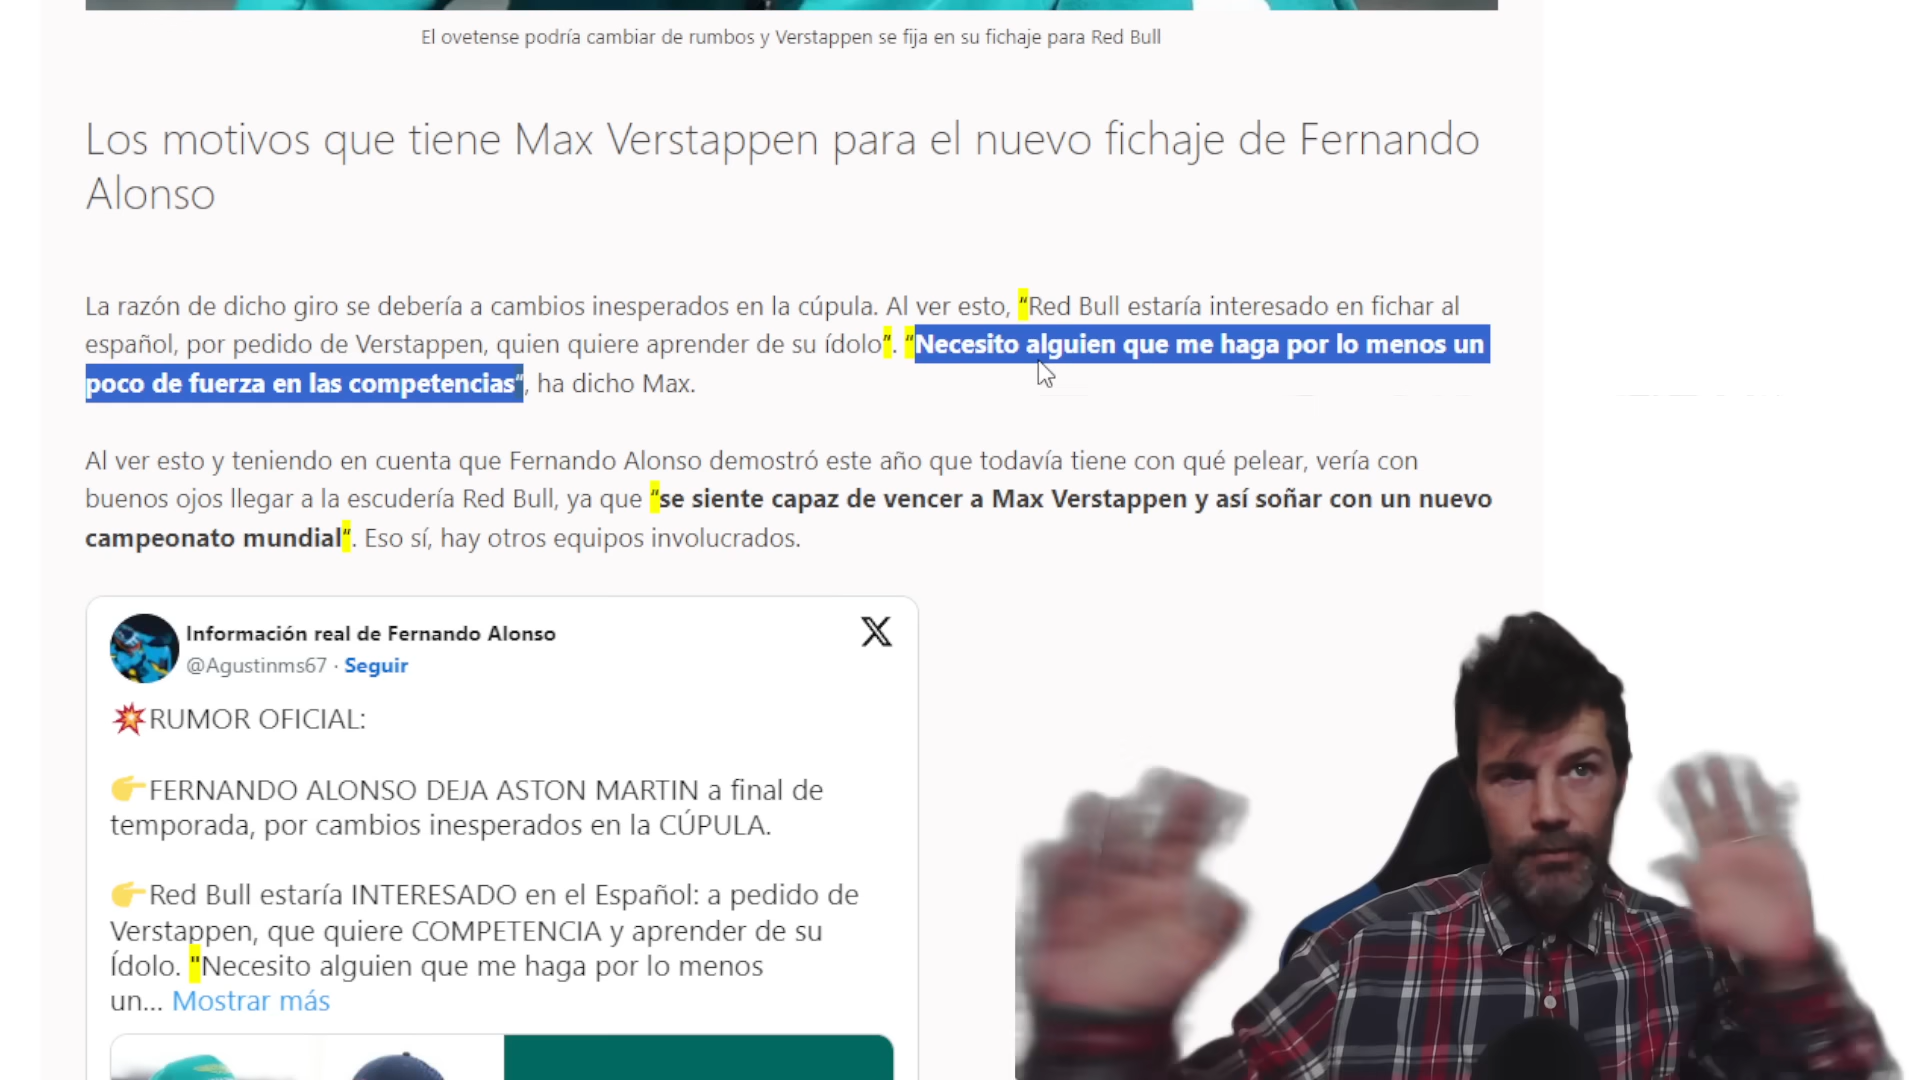 El ovetense podría cambiar de rumbos y Verstappen se fija en su fichaje para Red Bull
Los motivos que tiene Max Verstappen para el nuevo fichaje de Fernando
Alonso
La razón de dicho giro se debería a cambios inesperados en la cúpula. Al ver esto, “Red Bull estaría interesado en fichar al
español, por pedido de Verstappen, quien quiere aprender de su ídolo”. “Necesito alguien que me haga por lo menos un
poco de fuerza en las competencias”, ha dicho Max.
Al ver esto y teniendo en cuenta que Fernando Alonso demostró este año que todavía tiene con qué pelear, vería con
buenos ojos llegar a la escudería Red Bull, ya que “se siente capaz de vencer a Max Verstappen y así soñar con un nuevo
campeonato mundial”. Eso sí, hay otros equipos involucrados.
Información real de Fernando Alonso
@Agustinms67 · Seguir
💥RUMOR OFICIAL:
👉FERNANDO ALONSO DEJA ASTON MARTIN a final de
temporada, por cambios inesperados en la CÚPULA.
👉Red Bull estaría INTERESADO en el Español: a pedido de
Verstappen, que quiere COMPETENCIA y aprender de su
Ídolo. "Necesito alguien que me haga por lo menos
un... Mostrar más